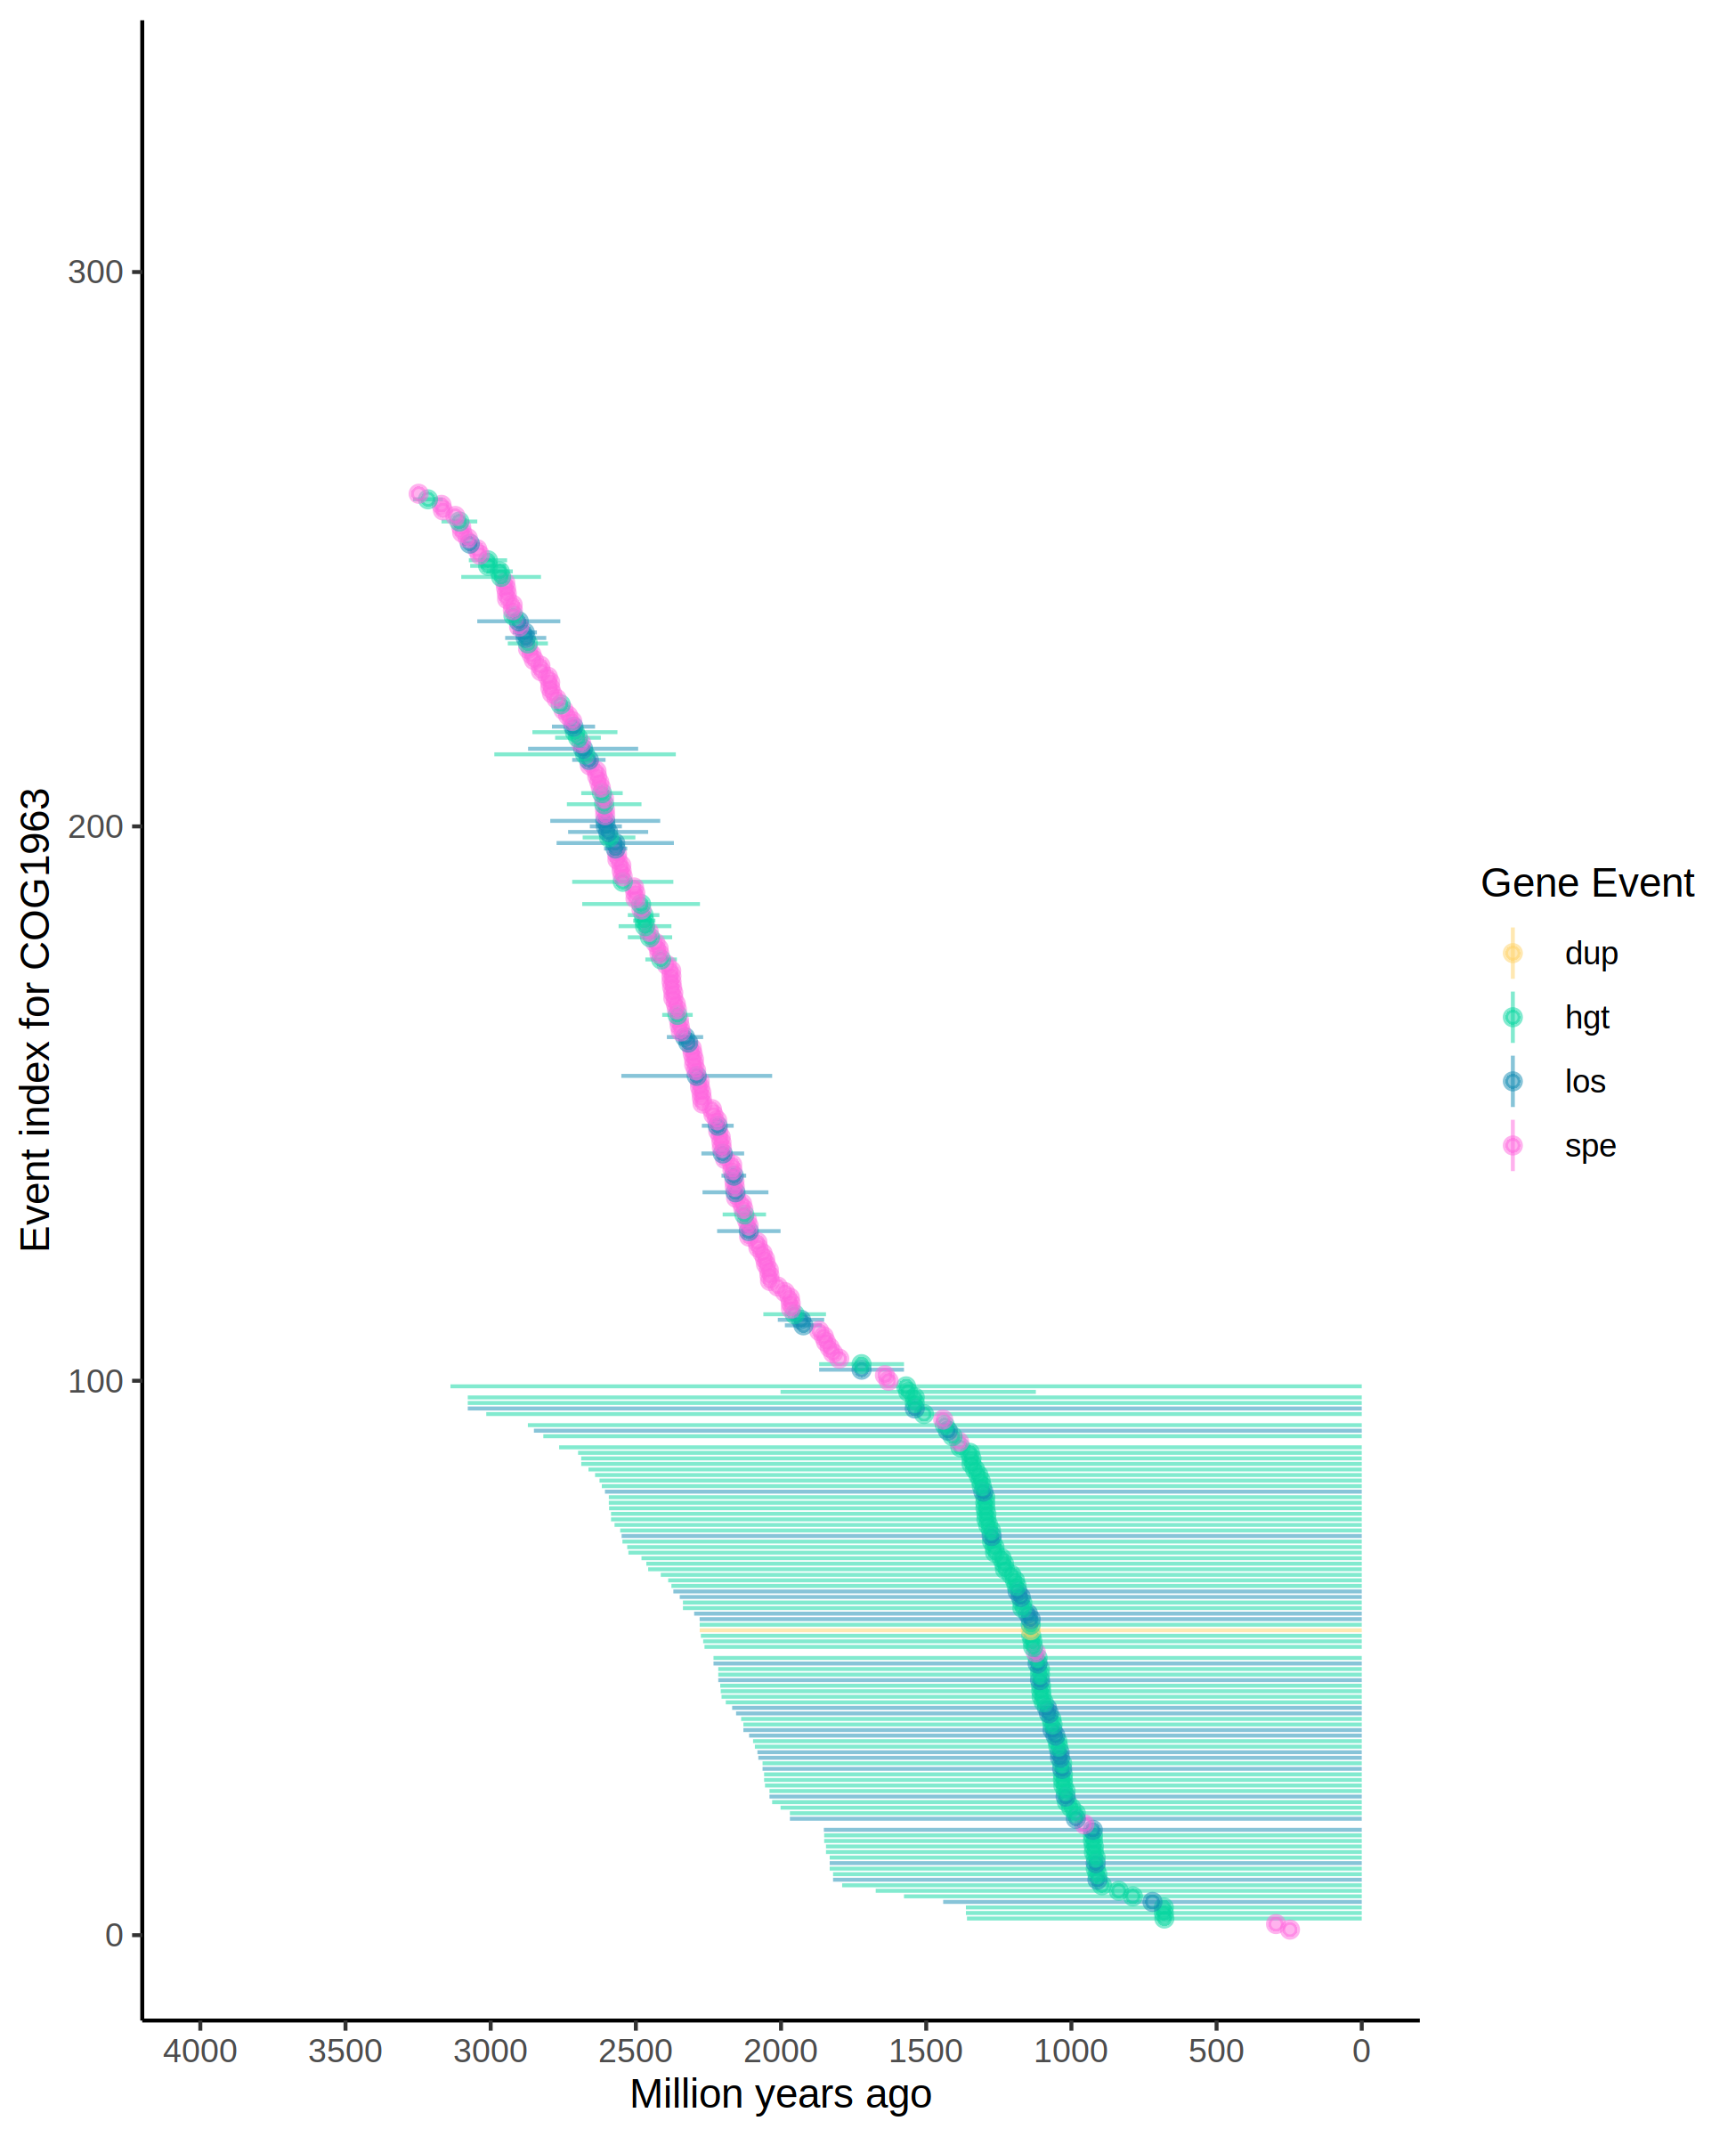 Event index for COG1963
300
200
100
0
4000 3500 3000 2500 2000 1500 1000 500 0
Million years ago
Gene Event
dup
hgt
los
spe